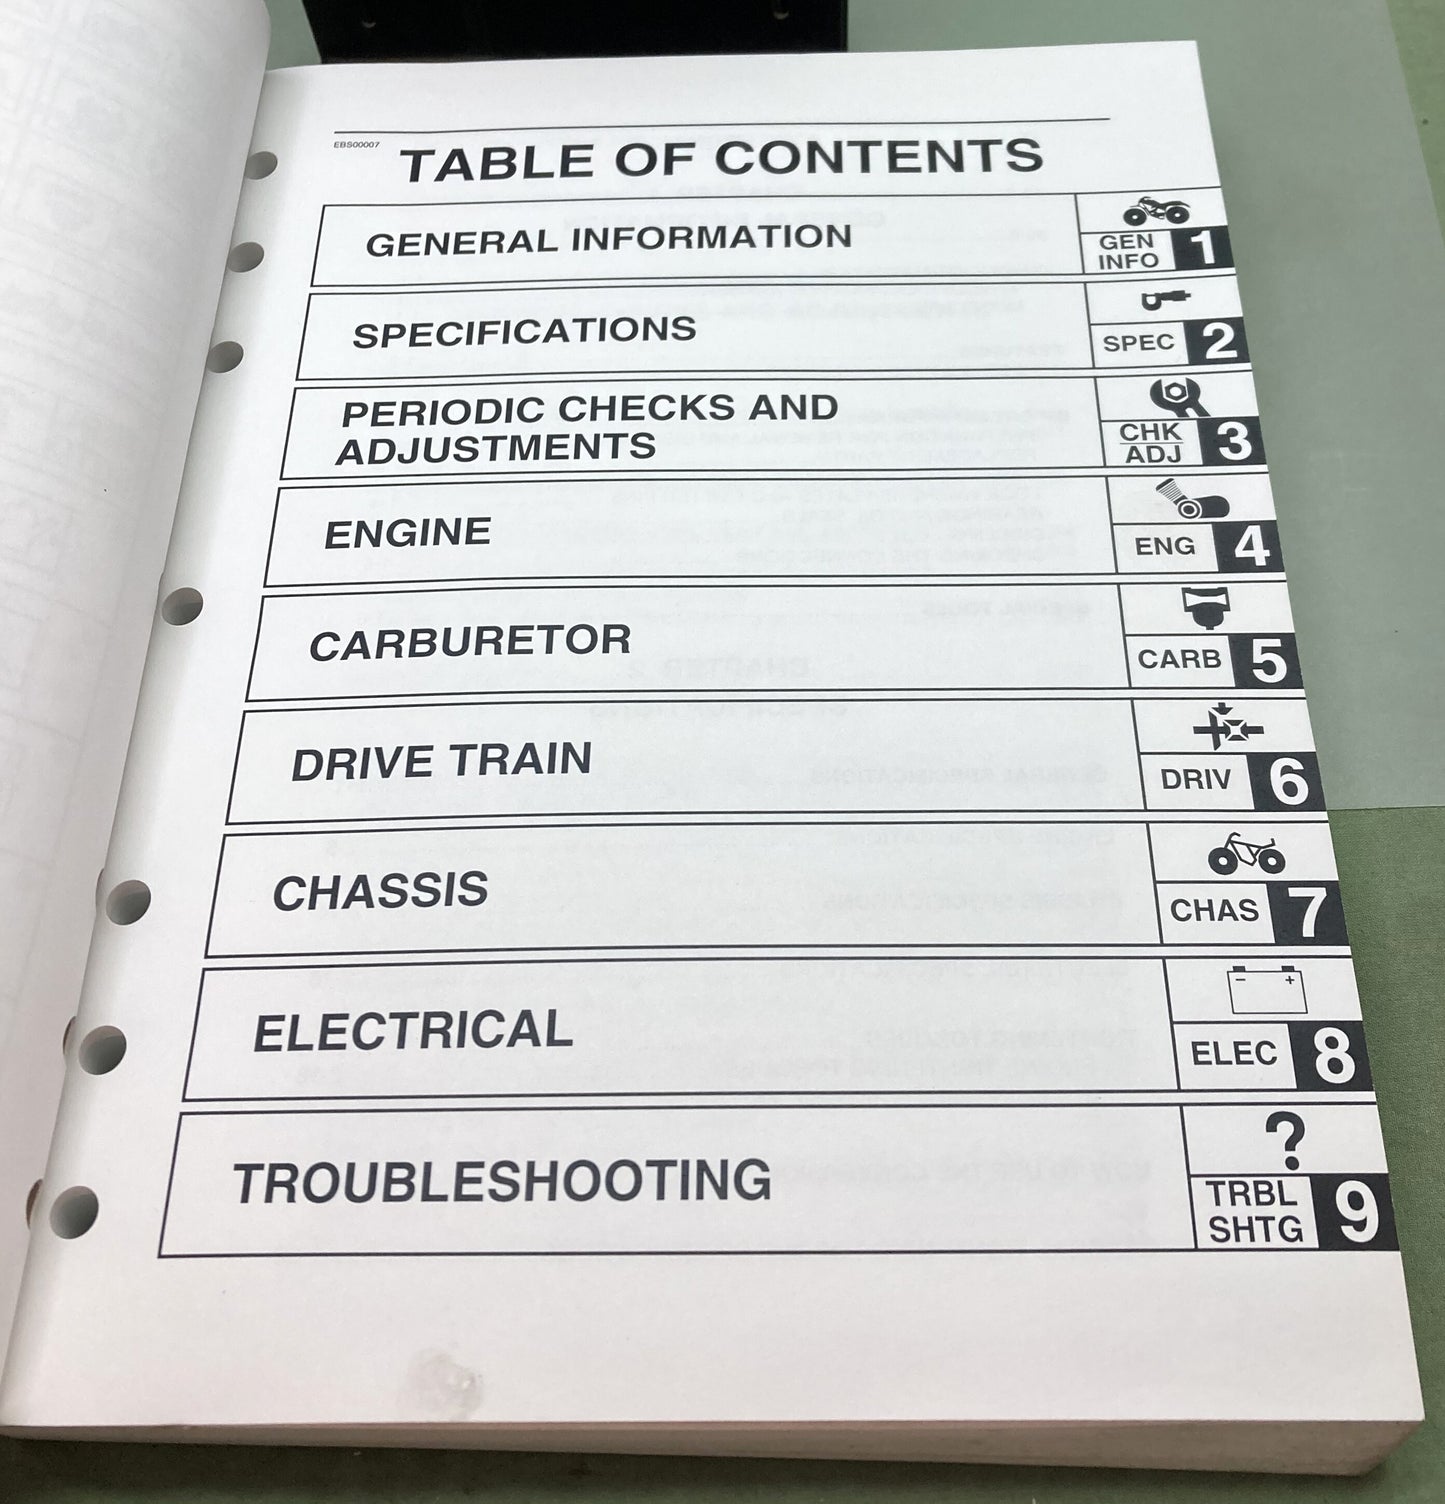 EBS00007
TABLE OF CONTENTS
GENERAL INFORMATION
GEN
INFO
1
SPECIFICATIONS
SPEC
2
PERIODIC CHECKS AND
ADJUSTMENTS
CHK
ADJ
3
ENGINE
ENG
4
CARBURETOR
CARB
5
DRIVE TRAIN
DRIV
6
CHASSIS
CHAS
7
ELECTRICAL
- +
ELEC
8
TROUBLESHOOTING
?
TRBL
SHTG
9